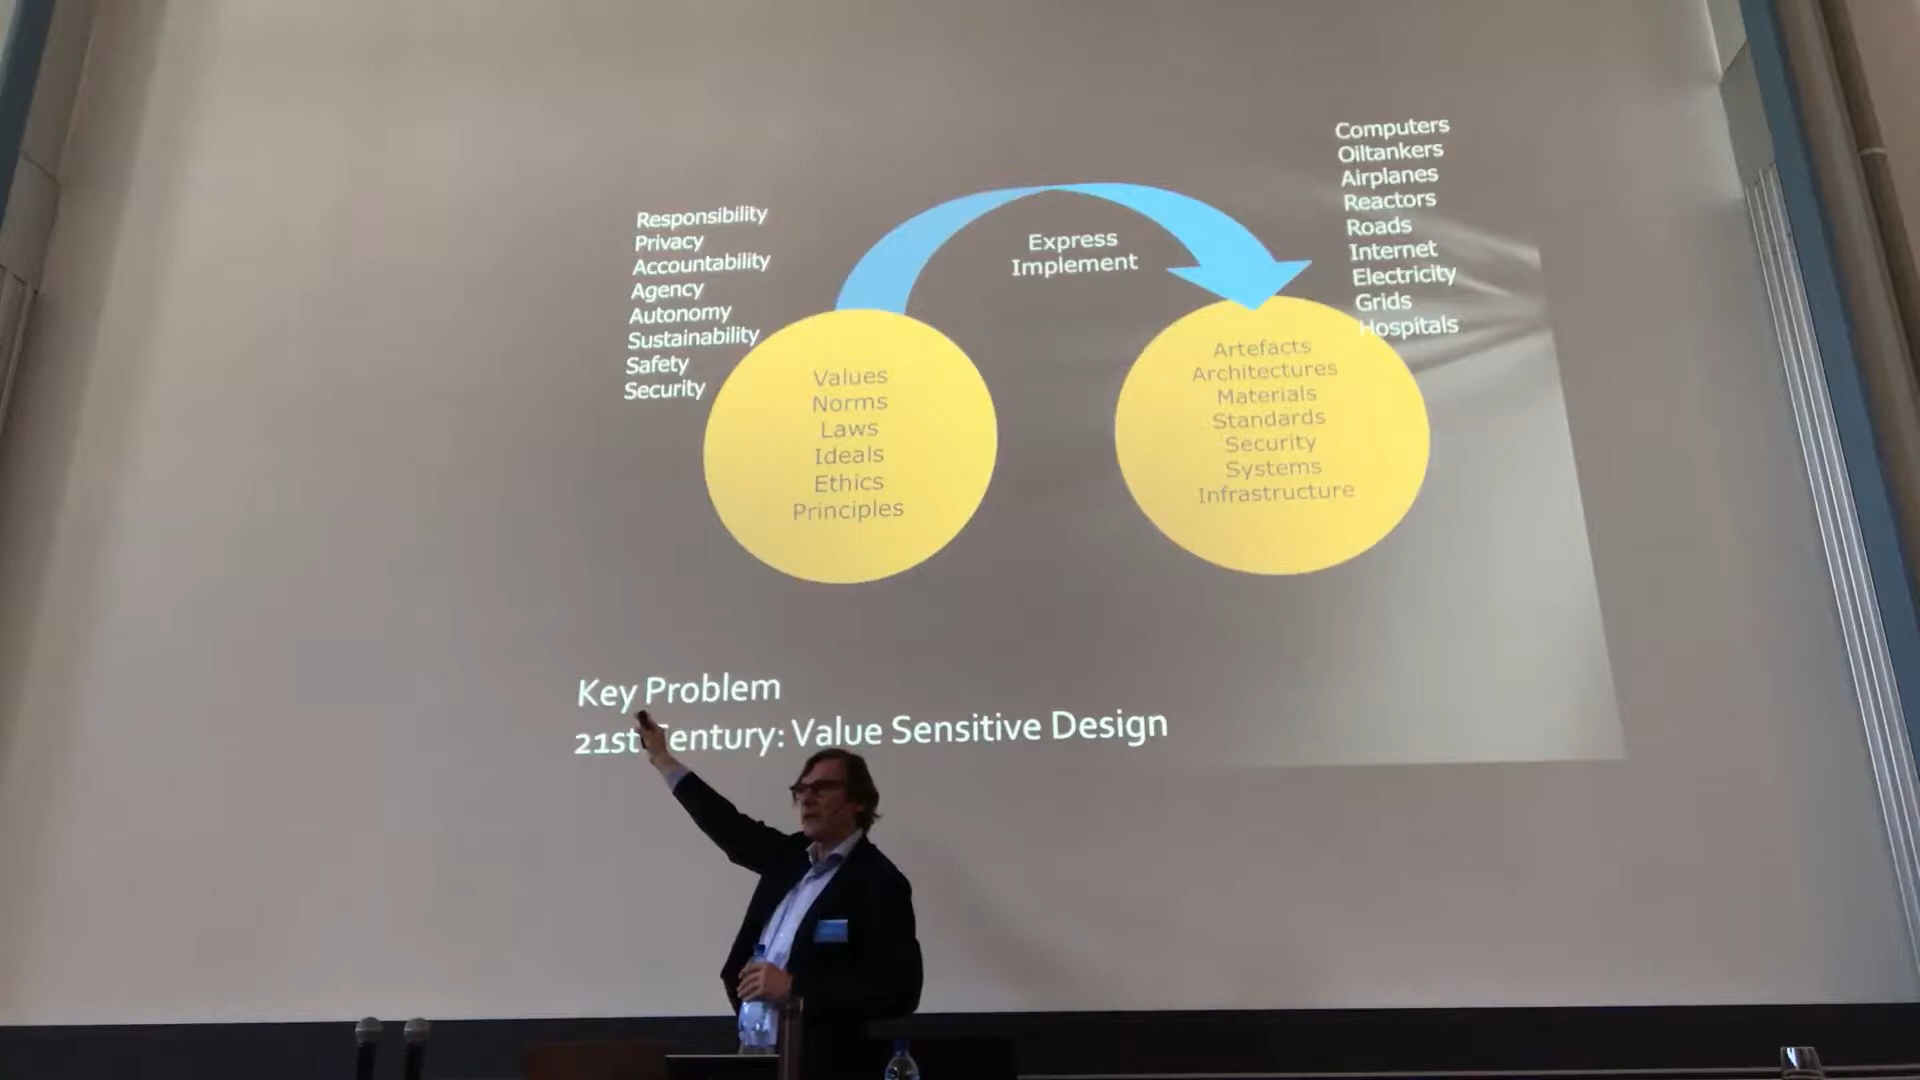 Responsibility
Privacy
Accountability
Agency
Autonomy
Sustainability
Safety
Security
Values
Norms
Laws
Ideals
Ethics
Principles
Express
Implement
Computers
Oiltankers
Airplanes
Reactors
Roads
Internet
Electricity
Grids
Hospitals
Artefacts
Architectures
Materials
Standards
Security
Systems
Infrastructure
Key Problem
21st Century: Value Sensitive Design